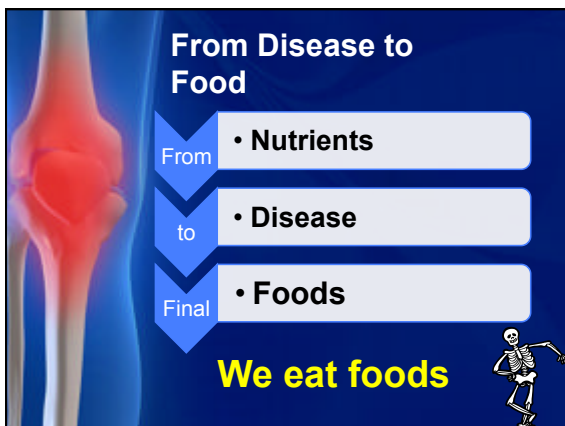 From Disease to
Food
From
• Nutrients
to
• Disease
Final
• Foods
We eat foods